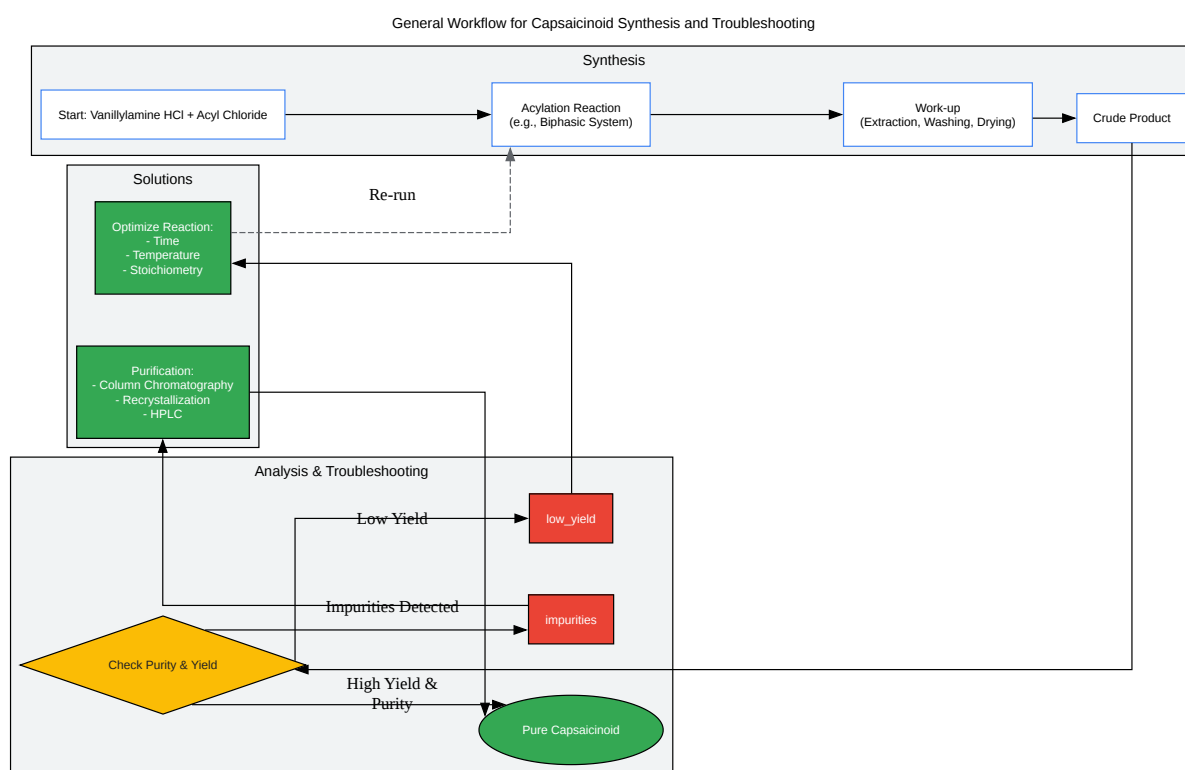 General Workflow for Capsaicinoid Synthesis and Troubleshooting
Synthesis
Start: Vanillylamine HCl + Acyl Chloride
Acylation Reaction
(e.g., Biphasic System)
Work-up
(Extraction, Washing, Drying)
Crude Product
Solutions
Re-run
Optimize Reaction:
- Time
- Temperature
- Stoichiometry
Purification:
- Column Chromatography
- Recrystallization
- HPLC
Analysis & Troubleshooting
Low Yield
low_yield
Impurities Detected
impurities
Check Purity & Yield
High Yield &
Purity
Pure Capsaicinoid